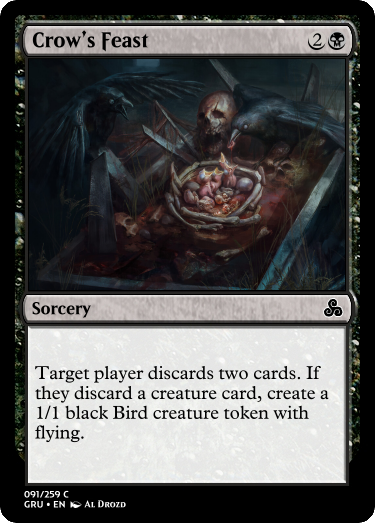 Crow's Feast 2
Sorcery
Target player discards two cards. If
they discard a creature card, create a
1/1 black Bird creature token with
flying.
091/259 C
GRU • EN Al Drozd